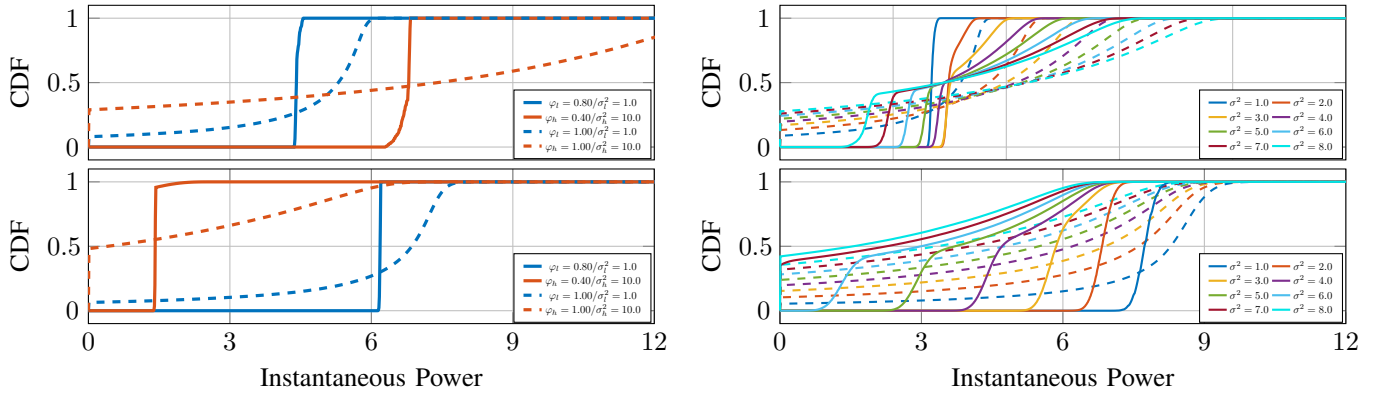 1
0.5
0
CDF
φₗ = 0.80/σₗ² = 1.0
φₕ = 0.40/σₕ² = 10.0
φₗ = 1.00/σₗ² = 1.0
φₕ = 1.00/σₕ² = 10.0
1
0.5
0
CDF
φₗ = 0.80/σₗ² = 1.0
φₕ = 0.40/σₕ² = 10.0
φₗ = 1.00/σₗ² = 1.0
φₕ = 1.00/σₕ² = 10.0
0 3 6 9 12
Instantaneous Power
1
0.5
0
CDF
σ² = 1.0 σ² = 2.0
σ² = 3.0 σ² = 4.0
σ² = 5.0 σ² = 6.0
σ² = 7.0 σ² = 8.0
1
0.5
0
CDF
σ² = 1.0 σ² = 2.0
σ² = 3.0 σ² = 4.0
σ² = 5.0 σ² = 6.0
σ² = 7.0 σ² = 8.0
0 3 6 9 12
Instantaneous Power